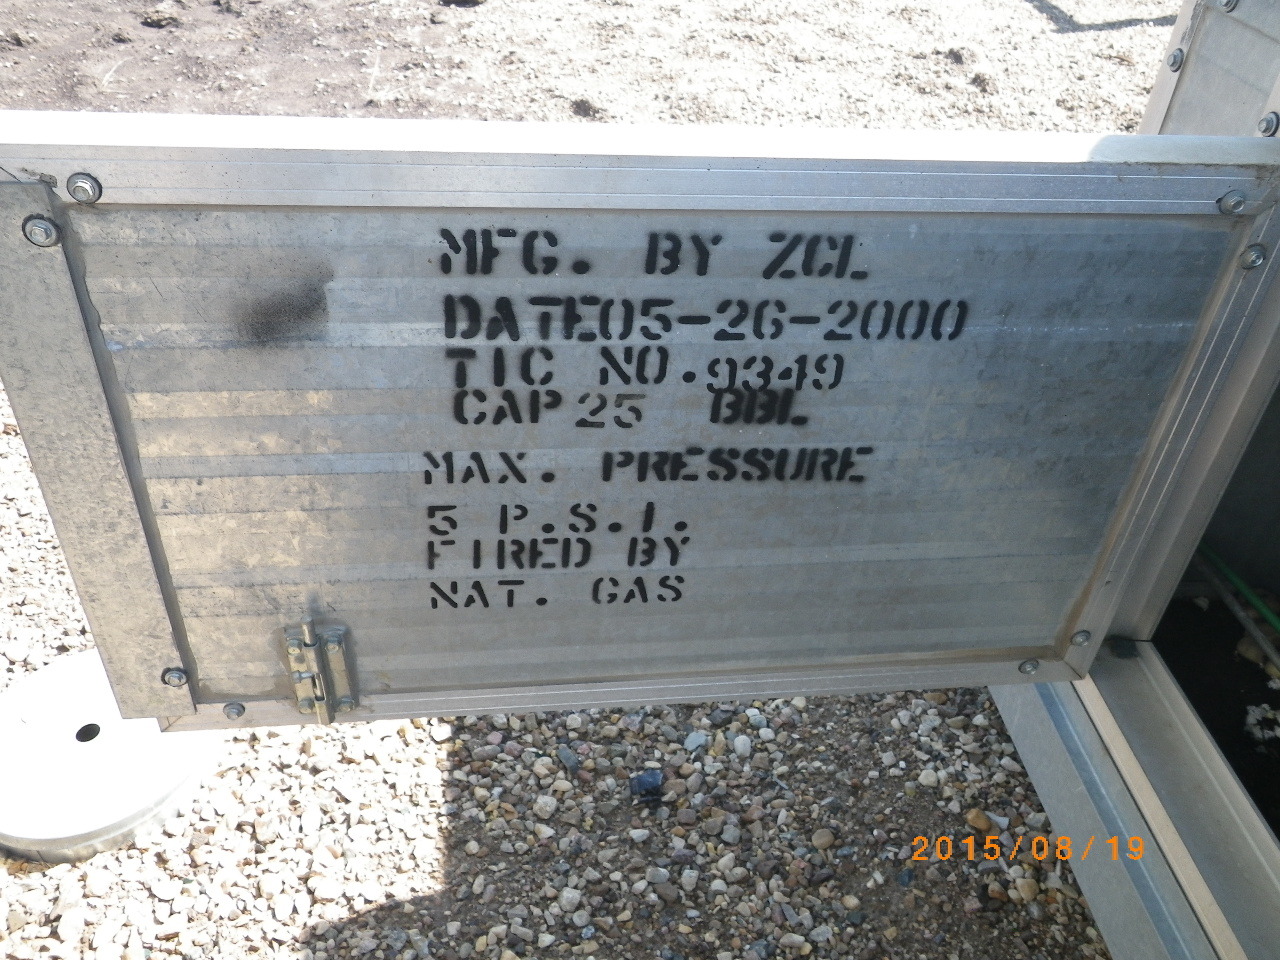 MFG. BY ZCL
DATE05-26-2000
TIC NO.9349
CAP 25 BBL
MAX. PRESSURE
5 P.S.I.
FIRED BY
NAT. GAS
2015/08/19